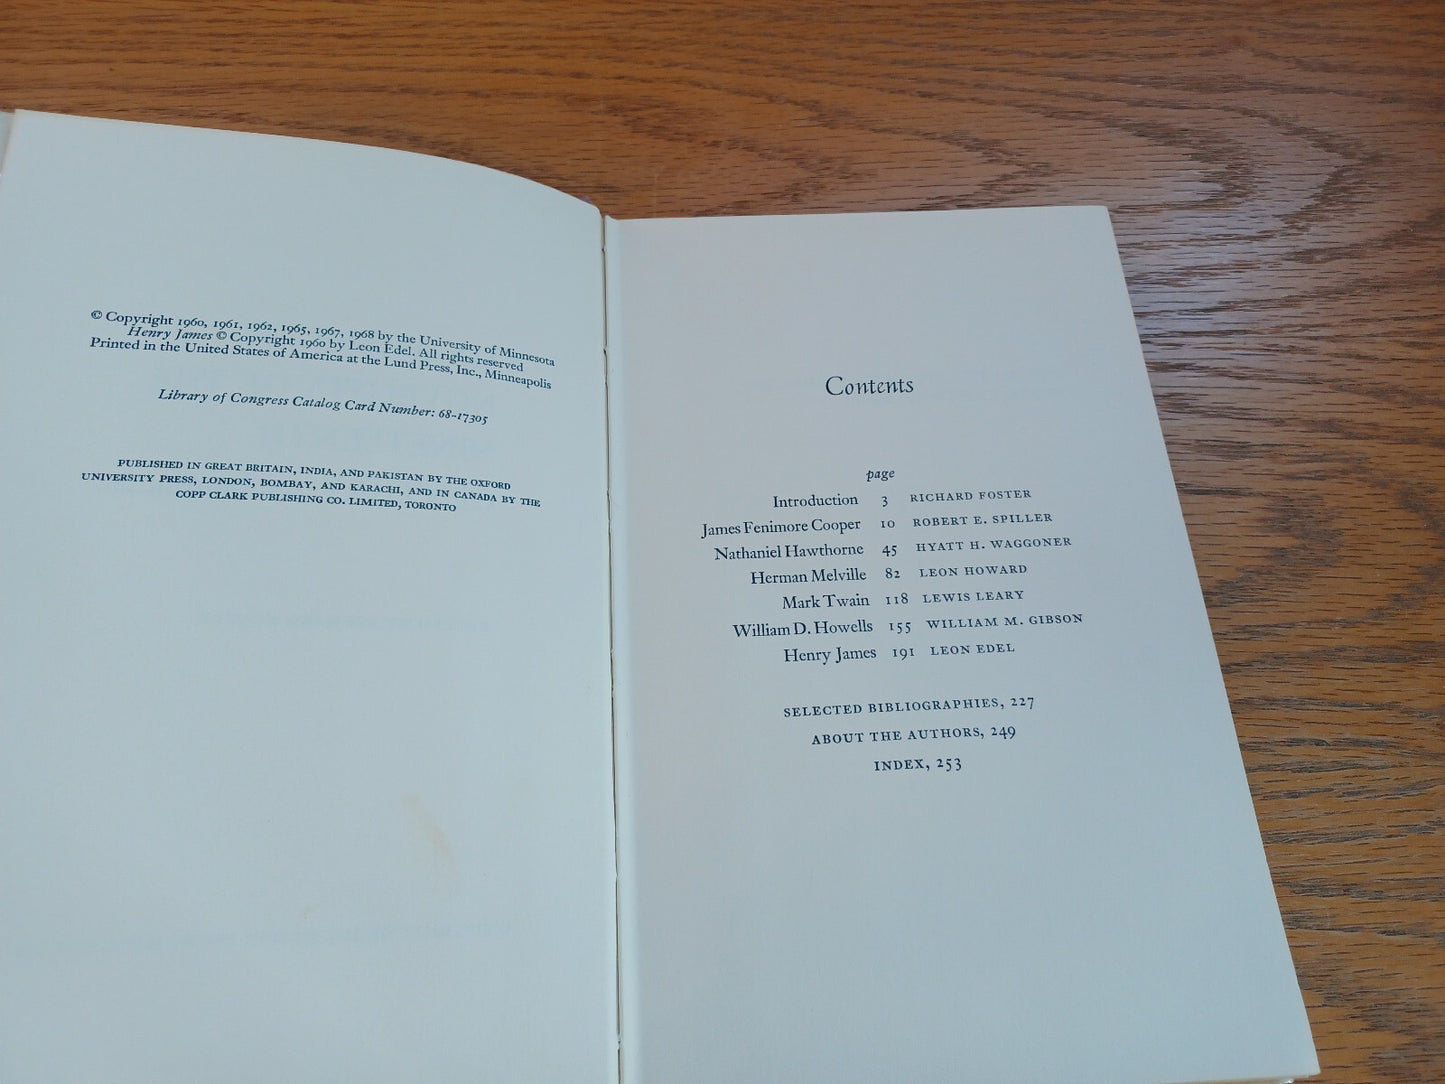 © Copyright 1960, 1961, 1962, 1965, 1967, 1968 by the University of Minnesota
Henry James © Copyright 1960 by Leon Edel. All rights reserved
Printed in the United States of America at the Lund Press, Inc., Minneapolis
Library of Congress Catalog Card Number: 68-17305
PUBLISHED IN GREAT BRITAIN, INDIA, AND PAKISTAN BY THE OXFORD
UNIVERSITY PRESS, LONDON, BOMBAY, AND KARACHI, AND IN CANADA BY THE
COPP CLARK PUBLISHING CO. LIMITED, TORONTO
Contents
page
Introduction 3 RICHARD FOSTER
James Fenimore Cooper 10 ROBERT E. SPILLER
Nathaniel Hawthorne 45 HYATT H. WAGGONER
Herman Melville 82 LEON HOWARD
Mark Twain 118 LEWIS LEARY
William D. Howells 155 WILLIAM M. GIBSON
Henry James 191 LEON EDEL
SELECTED BIBLIOGRAPHIES, 227
ABOUT THE AUTHORS, 249
INDEX, 253